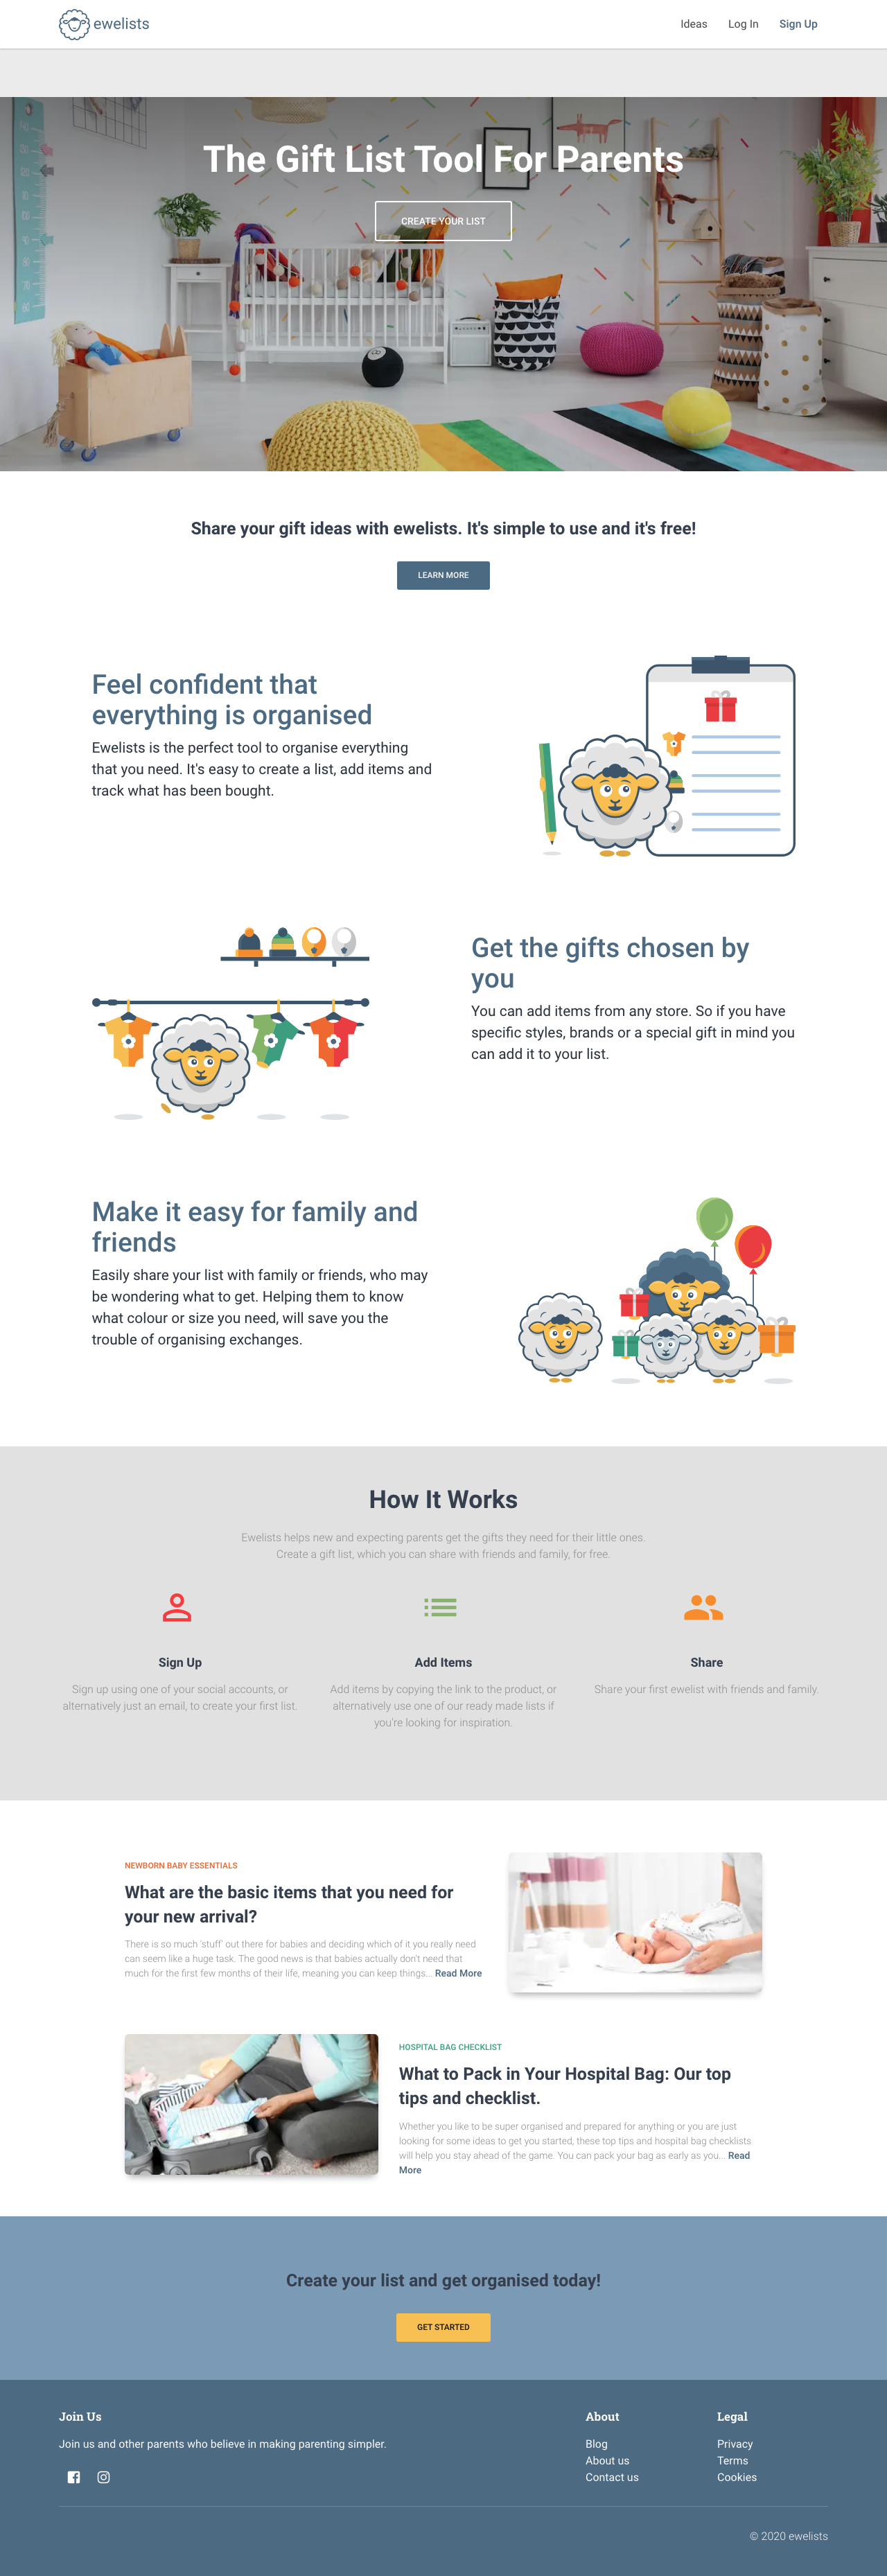 ewelists
Ideas
Log In
Sign Up
The Gift List Tool For Parents
CREATE YOUR LIST
Share your gift ideas with ewelists. It's simple to use and it's free!
LEARN MORE
Feel confident that
everything is organised
Ewelists is the perfect tool to organise everything
that you need. It's easy to create a list, add items and
track what has been bought.
Get the gifts chosen by
you
You can add items from any store. So if you have
specific styles, brands or a special gift in mind you
can add it to your list.
Make it easy for family and
friends
Easily share your list with family or friends, who may
be wondering what to get. Helping them to know
what colour or size you need, will save you the
trouble of organising exchanges.
How It Works
Ewelists helps new and expecting parents get the gifts they need for their little ones.
Create a gift list, which you can share with friends and family, for free.
Sign Up
Sign up using one of your social accounts, or
alternatively just an email, to create your first list.
Add Items
Add items by copying the link to the product, or
alternatively use one of our ready made lists if
you're looking for inspiration.
Share
Share your first ewelist with friends and family.
NEWBORN BABY ESSENTIALS
What are the basic items that you need for
your new arrival?
There is so much 'stuff' out there for babies and deciding which of it you really need
can seem like a huge task. The good news is that babies actually don't need that
much for the first few months of their life, meaning you can keep things... Read More
HOSPITAL BAG CHECKLIST
What to Pack in Your Hospital Bag: Our top
tips and checklist.
Whether you like to be super organised and prepared for anything or you are just
looking for some ideas to get you started, these top tips and hospital bag checklists
will help you stay ahead of the game. You can pack your bag as early as you... Read
More
Create your list and get organised today!
GET STARTED
Join Us
Join us and other parents who believe in making parenting simpler.
About
Blog
About us
Contact us
Legal
Privacy
Terms
Cookies
© 2020 ewelists